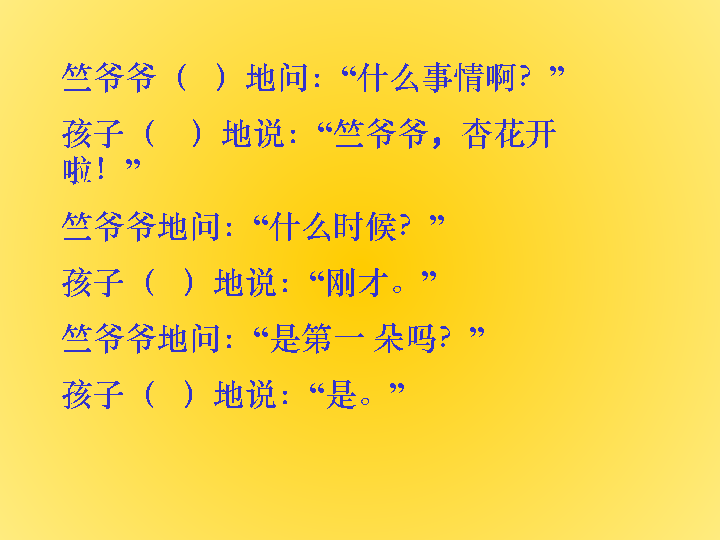 竺爷爷（  ）地问：“什么事情啊？”
孩子（  ）地说：“竺爷爷，杏花开
啦！”
竺爷爷地问：“什么时候？”
孩子（  ）地说：“刚才。”
竺爷爷地问：“是第一 朵吗？”
孩子（  ）地说：“是。”